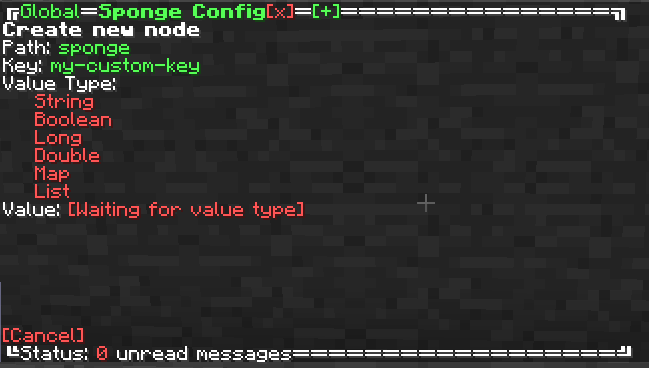 ╔Global═Sponge Config[x]═[+]════════════════╗
Create new node
Path: sponge
Key: my-custom-key
Value Type:
String
Boolean
Long
Double
Map
List
Value: [Waiting for value type]
[Cancel]
╚Status: 0 unread messages═══════════════════╝